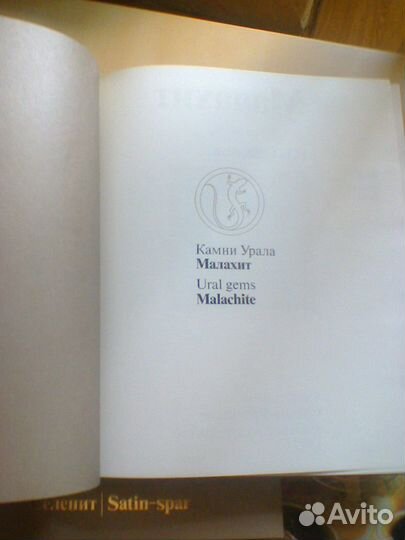 Камни Урала
Малахит
Ural gems
Malachite
еленит | Satin-spar
Avito